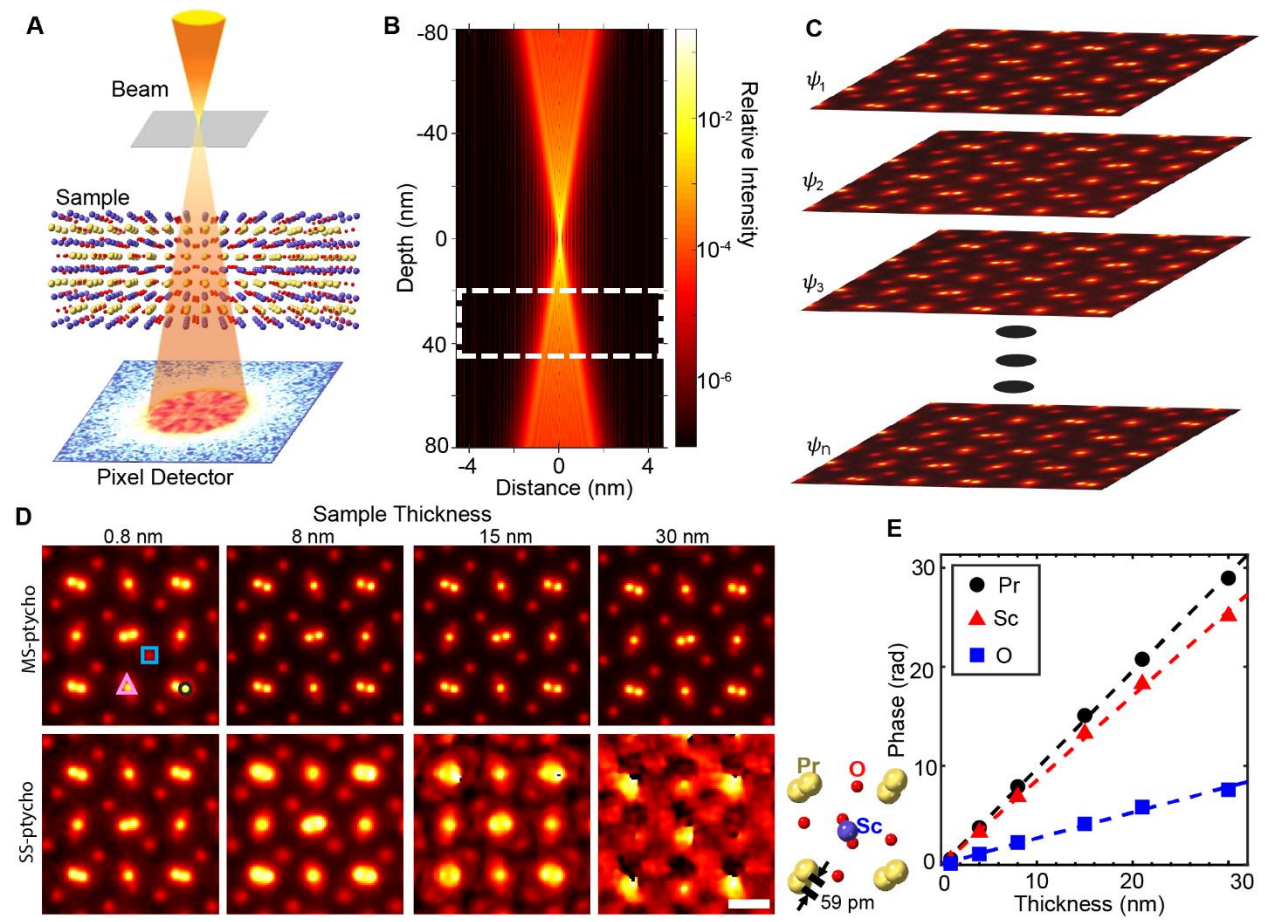 A
Beam
Sample
Pixel Detector
B
-80
-40
0
40
80
Depth (nm)
-4
0
4
Distance (nm)
10-2
10-4
10-6
Relative Intensity
C
ψ1
ψ2
ψ3
ψn
D
Sample Thickness
0.8 nm
8 nm
15 nm
30 nm
MS-ptycho
SS-ptycho
Pr
O
Sc
59 pm
E
30
20
10
0
Phase (rad)
Pr
Sc
O
0
10
20
30
Thickness (nm)